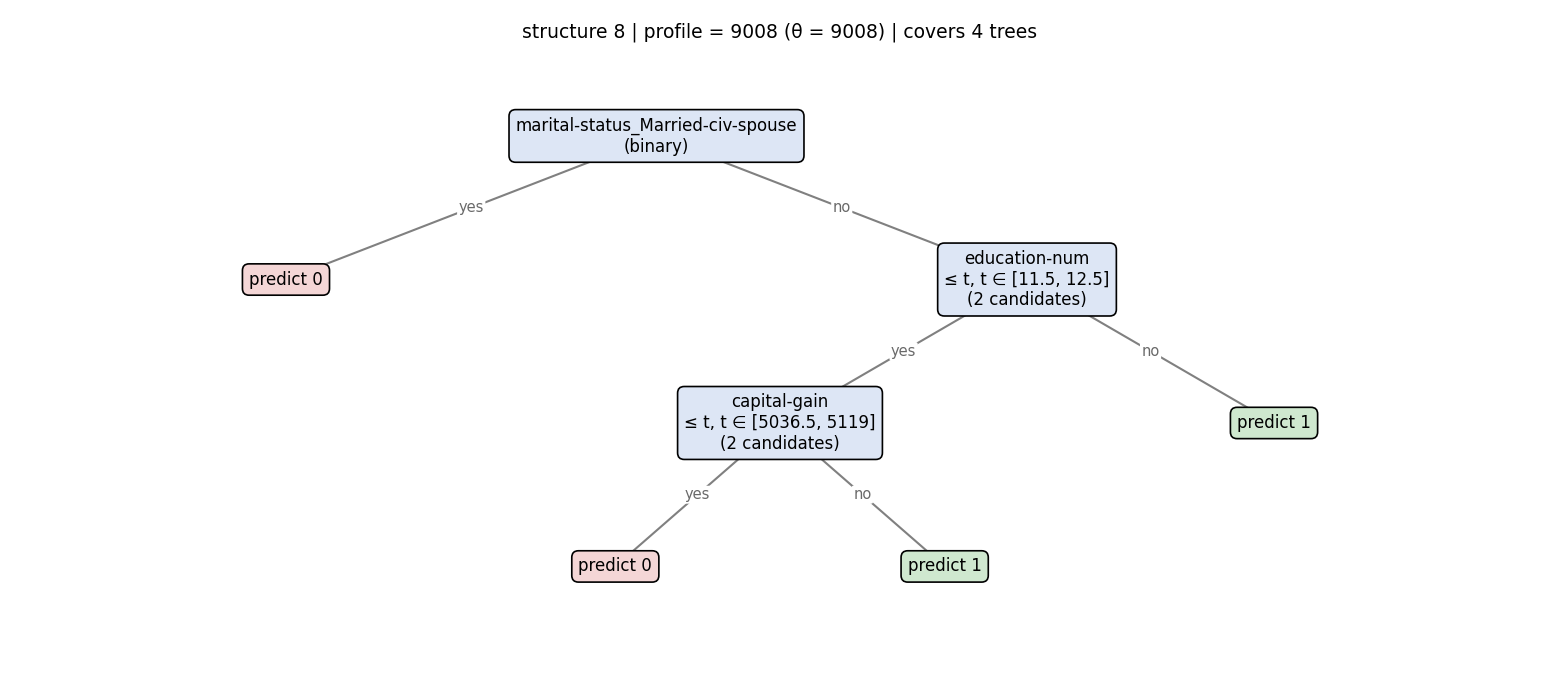 structure 8 | profile = 9008 (θ = 9008) | covers 4 trees
marital-status_Married-civ-spouse
(binary)
yes
no
predict 0
education-num
≤ t, t ∈ [11.5, 12.5]
(2 candidates)
yes
no
capital-gain
≤ t, t ∈ [5036.5, 5119]
(2 candidates)
predict 1
yes
no
predict 0
predict 1